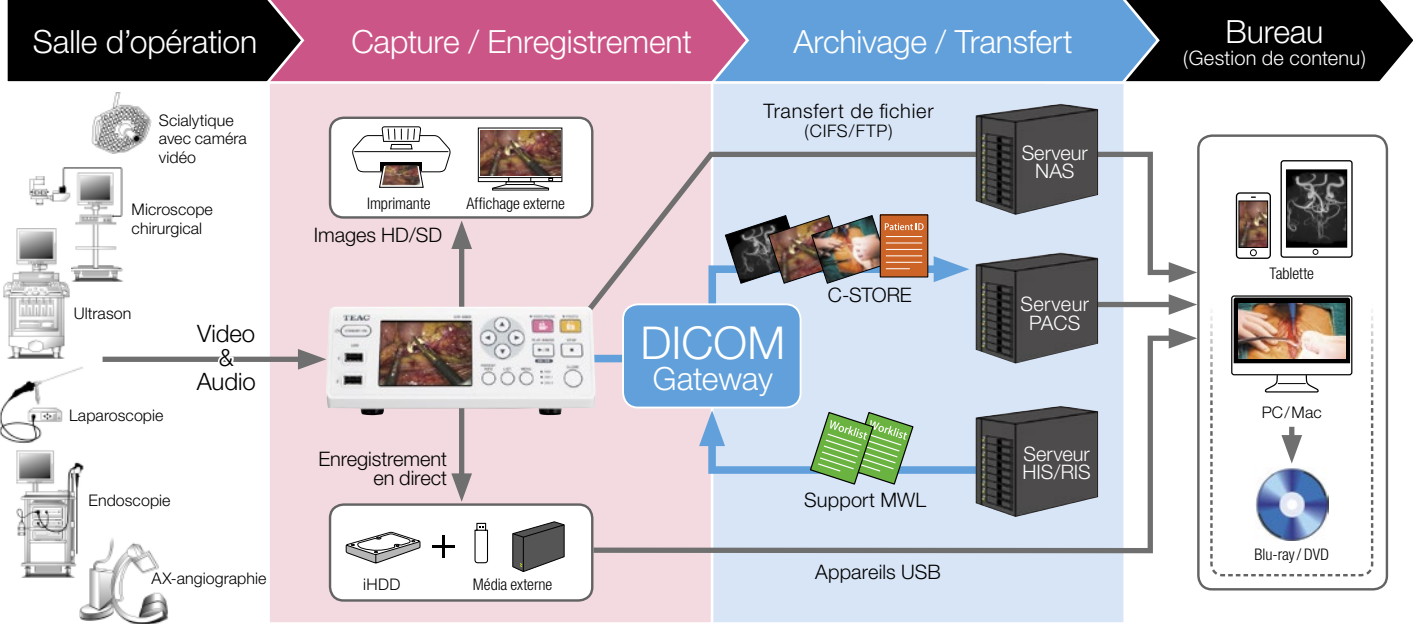 Salle d'opération
Capture / Enregistrement
Archivage / Transfert
Bureau
(Gestion de contenu)
Scialytique
avec caméra
vidéo
Microscope
chirurgical
Ultrason
Video
&
Audio
Laparoscopie
Endoscopie
AX-angiographie
Imprimante
Affichage externe
Images HD/SD
TEAC
Enregistrement
en direct
iHDD
+
Média externe
Transfert de fichier
(CIFS/FTP)
Serveur
NAS
Patient ID
C-STORE
Serveur
PACS
DICOM
Gateway
Worklist
Worklist
Support MWL
Serveur
HIS/RIS
Appareils USB
Tablette
PC/Mac
Blu-ray / DVD